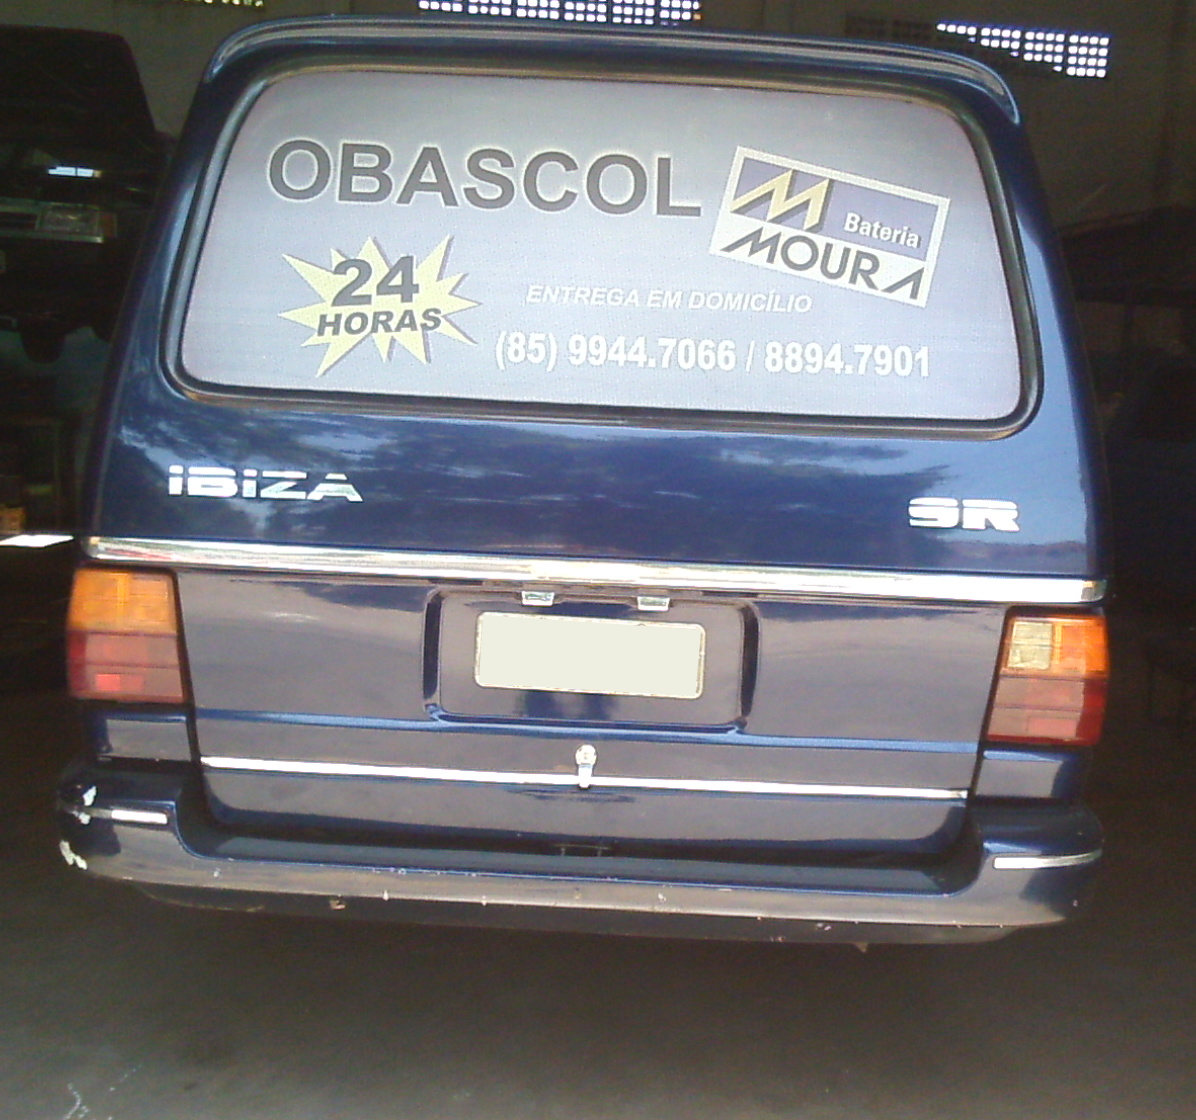 OBASCOL
Bateria
MOURA
24
HORAS
ENTREGA EM DOMICÍLIO
(85) 9944.7066 / 8894.7901
iBiZA
SR